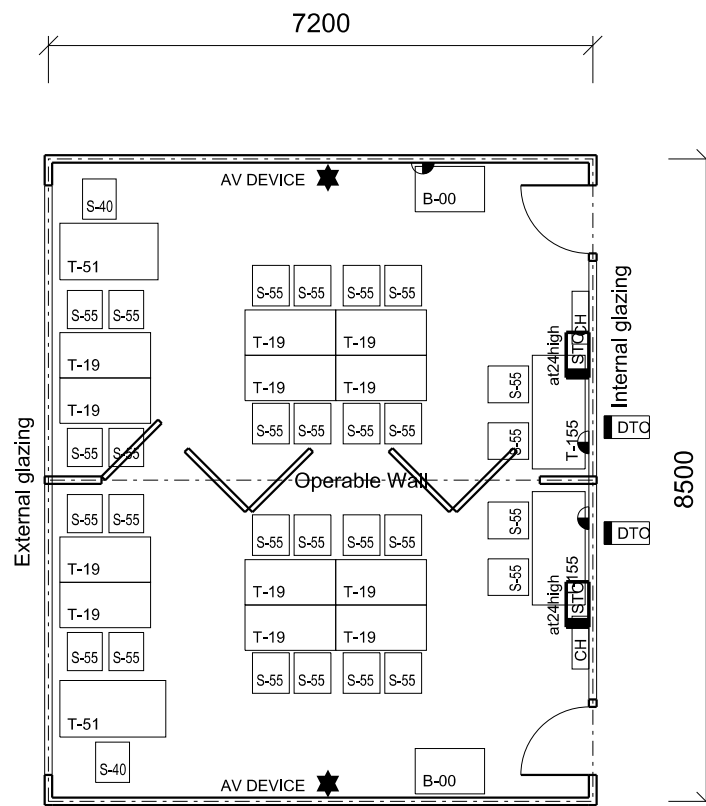 7200
AV DEVICE
B-00
S-40
T-51
S-55 S-55 S-55 S-55
S-55 S-55
T-19 T-19
T-19
T-19 T-19
T-19
S-55 S-55 S-55 S-55
S-55 S-55
S-55
S-55
T-155
at24high
STC
CH
Internal glazing
DTC
External glazing
Operable Wall
8500
DTC
S-55 S-55
S-55 S-55 S-55 S-55
S-55
S-55
T-19
T-19 T-19
T-19
T-19 T-19
155
at24high
STC
CH
S-55 S-55
S-55 S-55 S-55 S-55
T-51
S-40
B-00
AV DEVICE